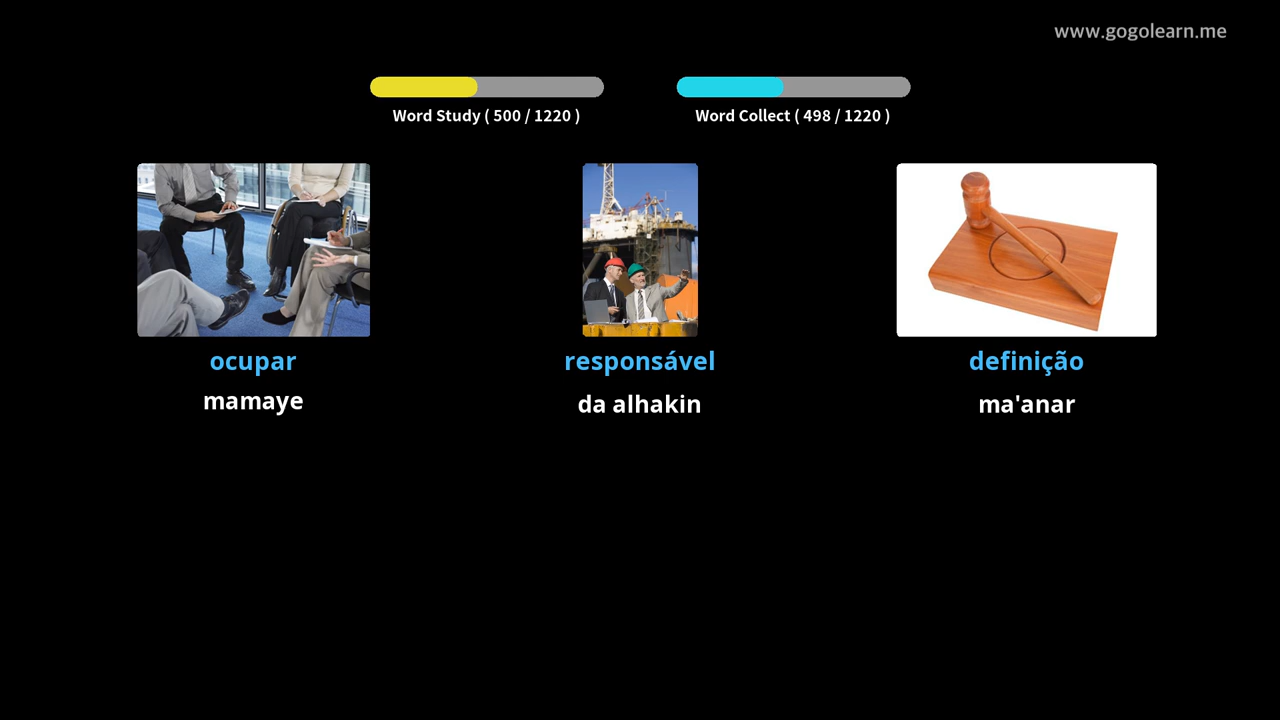 www.gogolearn.me
Word Study ( 500 / 1220 )
Word Collect ( 498 / 1220 )
ocupar
mamaye
responsável
da alhakin
definição
ma'anar